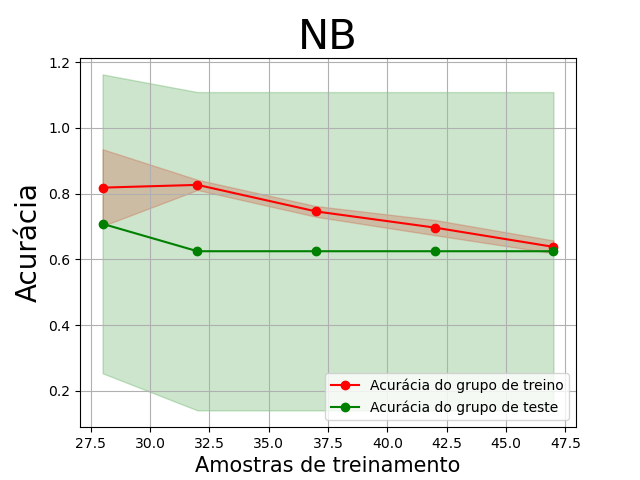 NB
Acurácia
1.2
1.0
0.8
0.6
0.4
0.2
Acurácia do grupo de treino
Acurácia do grupo de teste
27.5 30.0 32.5 35.0 37.5 40.0 42.5 45.0 47.5
Amostras de treinamento